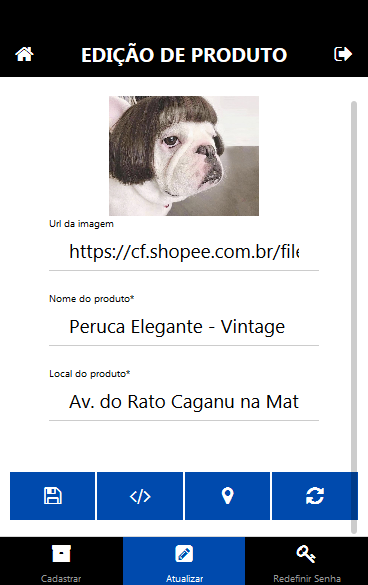 EDIÇÃO DE PRODUTO
Url da imagem
https://cf.shopee.com.br/file
Nome do produto*
Peruca Elegante - Vintage
Local do produto*
Av. do Rato Caganu na Mat
Cadastrar
Atualizar
Redefinir Senha